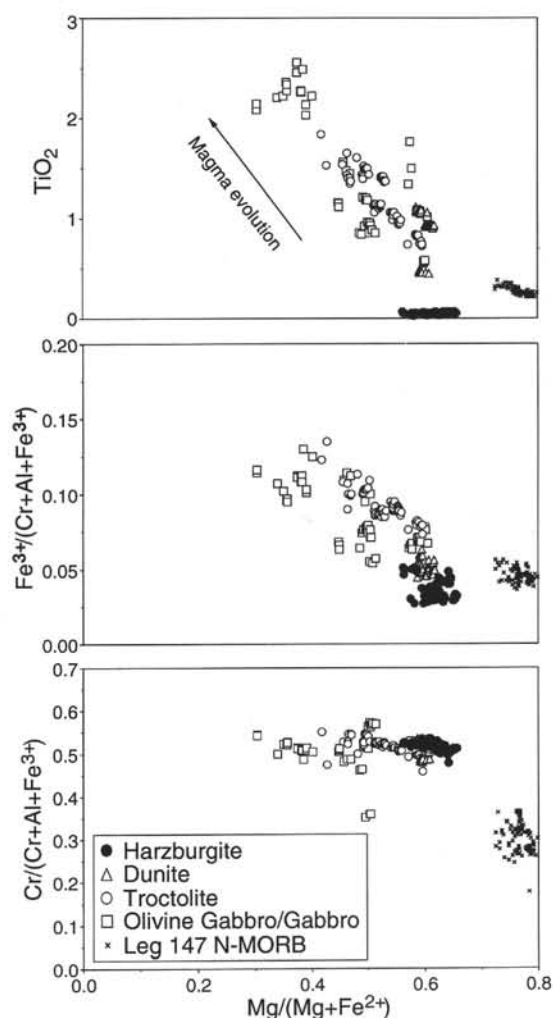 3
2
1
0
TiO₂
Magma evolution
0.20
0.15
0.10
0.05
0.00
Fe³⁺/(Cr+Al+Fe³⁺)
0.7
0.6
0.5
0.4
0.3
0.2
0.1
0.0
Cr/(Cr+Al+Fe³⁺)
Harzburgite
Dunite
Troctolite
Olivine Gabbro/Gabbro
Leg 147 N-MORB
0.0 0.2 0.4 0.6 0.8
Mg/(Mg+Fe²⁺)